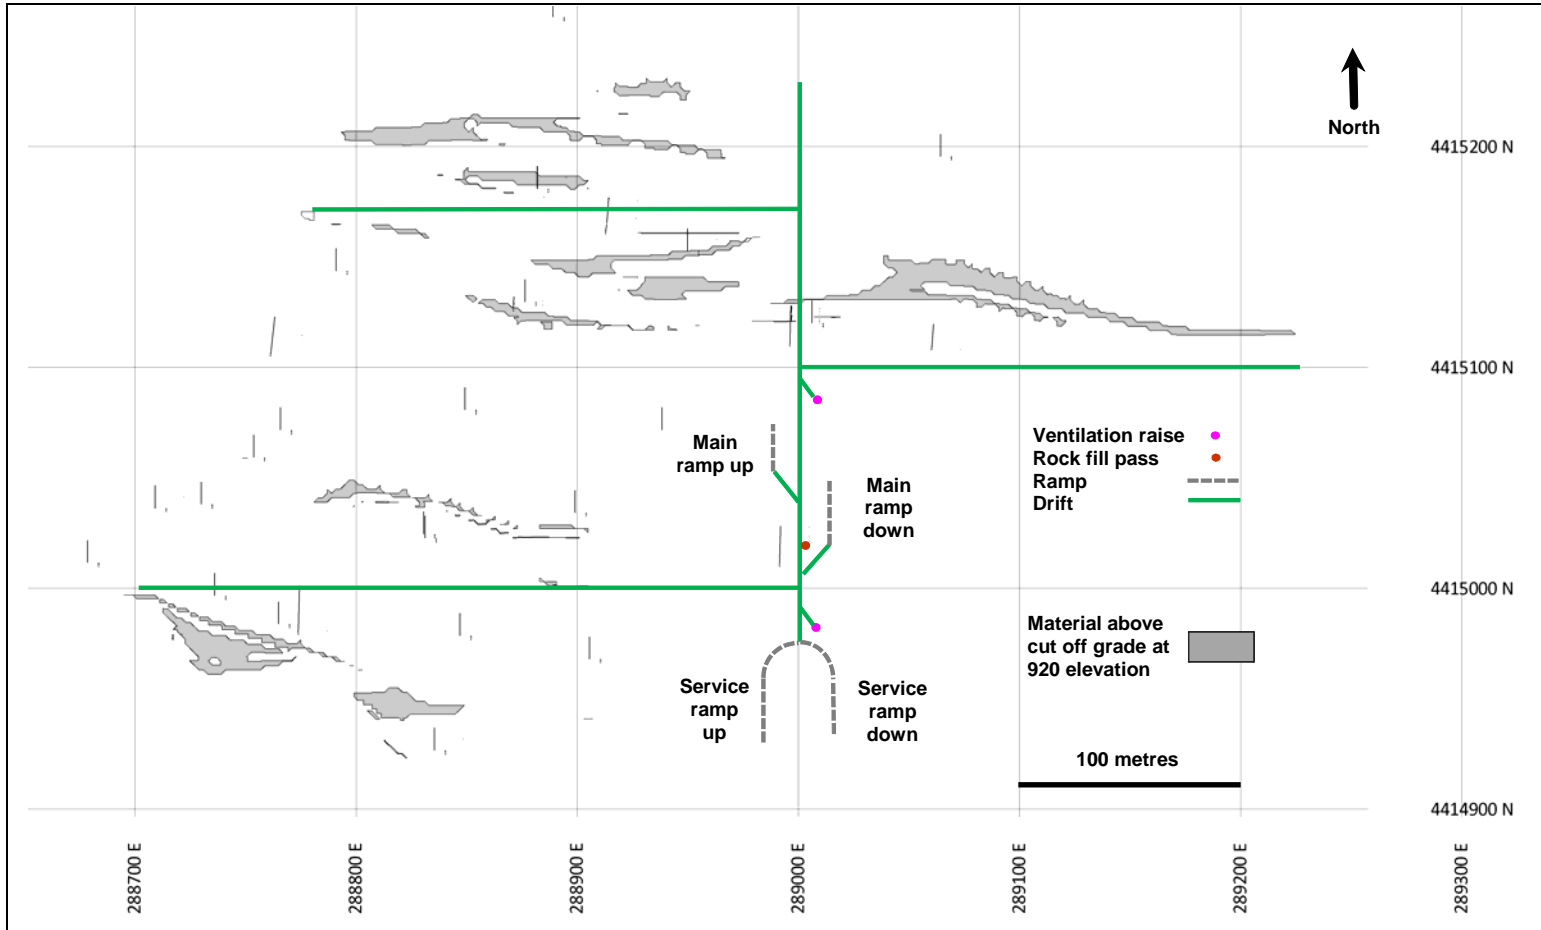 North
4415200 N
4415100 N
Main
ramp up
Main
ramp
down
Ventilation raise
Rock fill pass
Ramp
Drift
4415000 N
Material above
cut off grade at
920 elevation
Service
ramp
up
Service
ramp
down
100 metres
4414900 N
288700 E
288800 E
288900 E
289000 E
289100 E
289200 E
289300 E